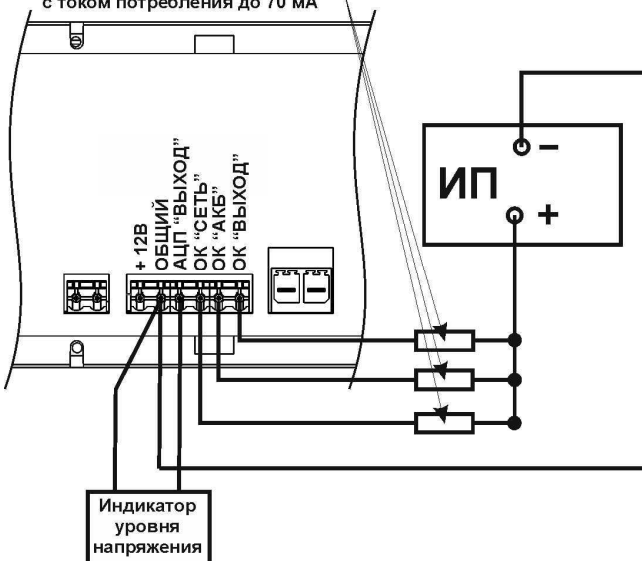 с током потребления до 70 мА
+ 12В
ОБЩИЙ
АЦП “ВЫХОД”
ОК “СЕТЬ”
ОК “АКБ”
ОК “ВЫХОД”
−
ИП
+
Индикатор
уровня
напряжения